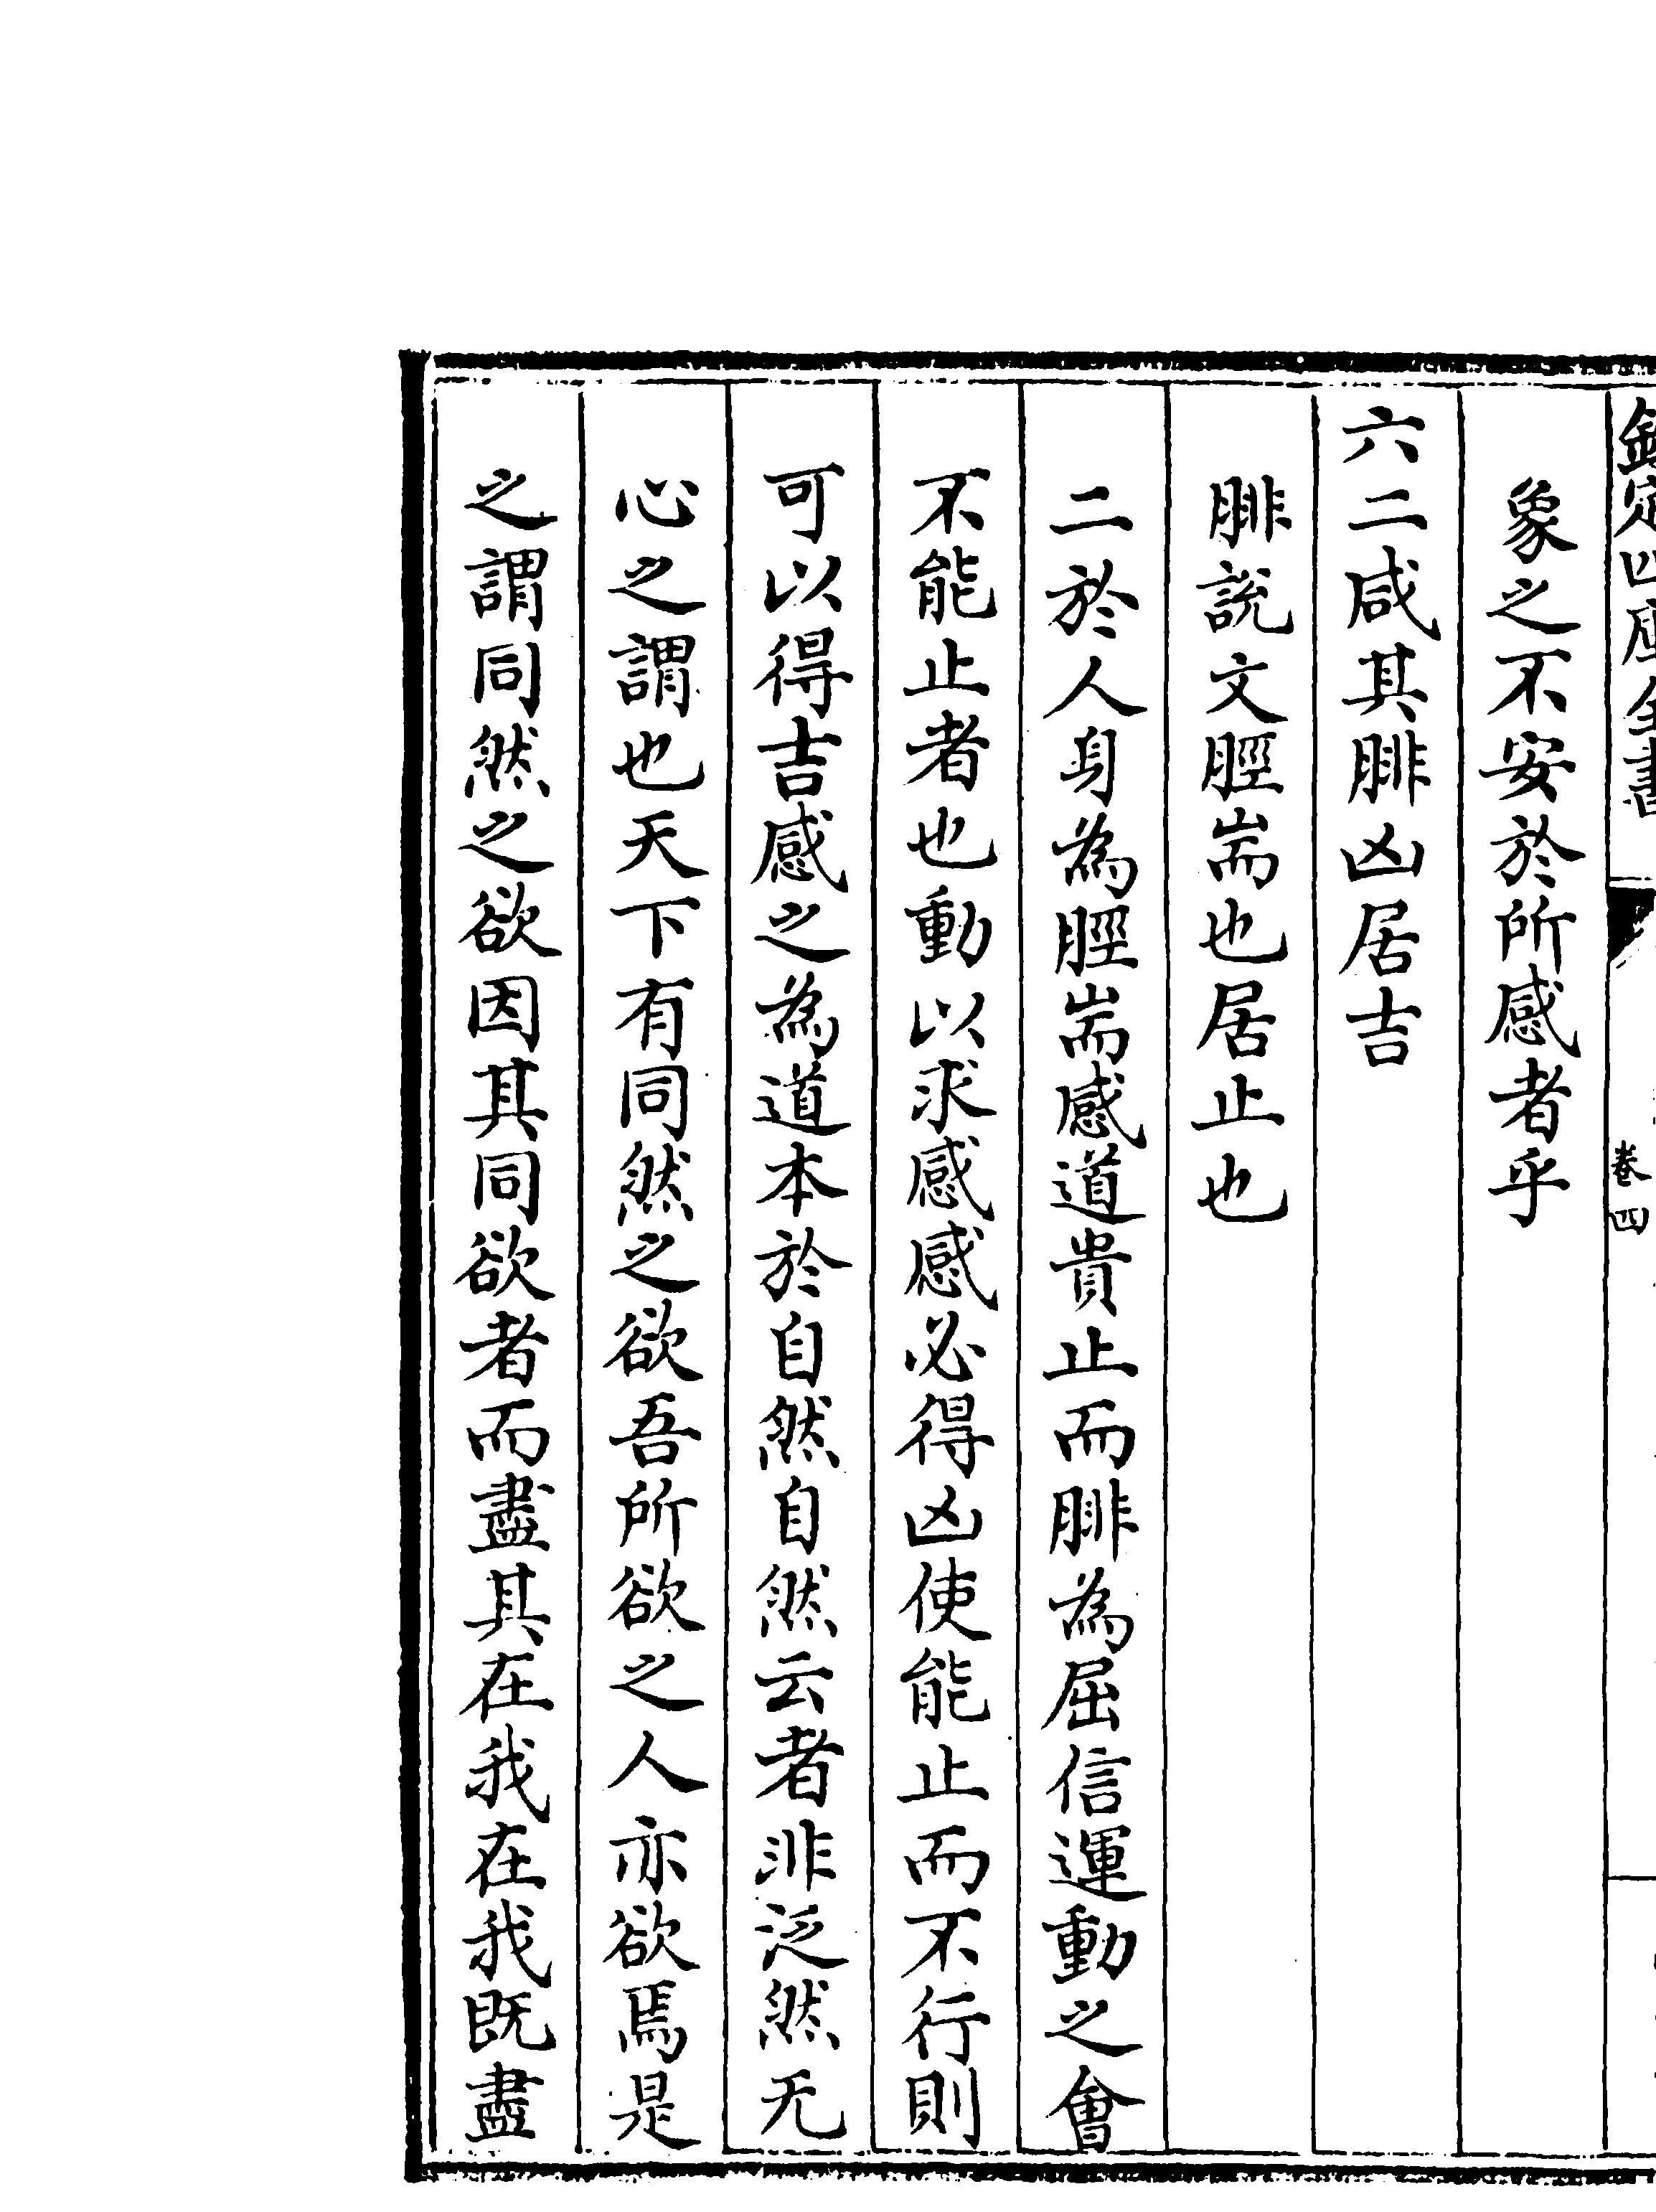 欽定四庫全書
卷四
象之不安於所感者乎
六二咸其腓凶居吉
腓說文脛耑也居止也
二於人身為脛耑感道貴止而腓為屈信運動之會
不能止者也動以求感感必得凶使能止而不行則
可以得吉感之為道本於自然自然云者非泛然无
心之謂也天下有同然之欲吾所欲之人亦欲焉是
之謂同然之欲因其同欲者而盡其在我在我既盡